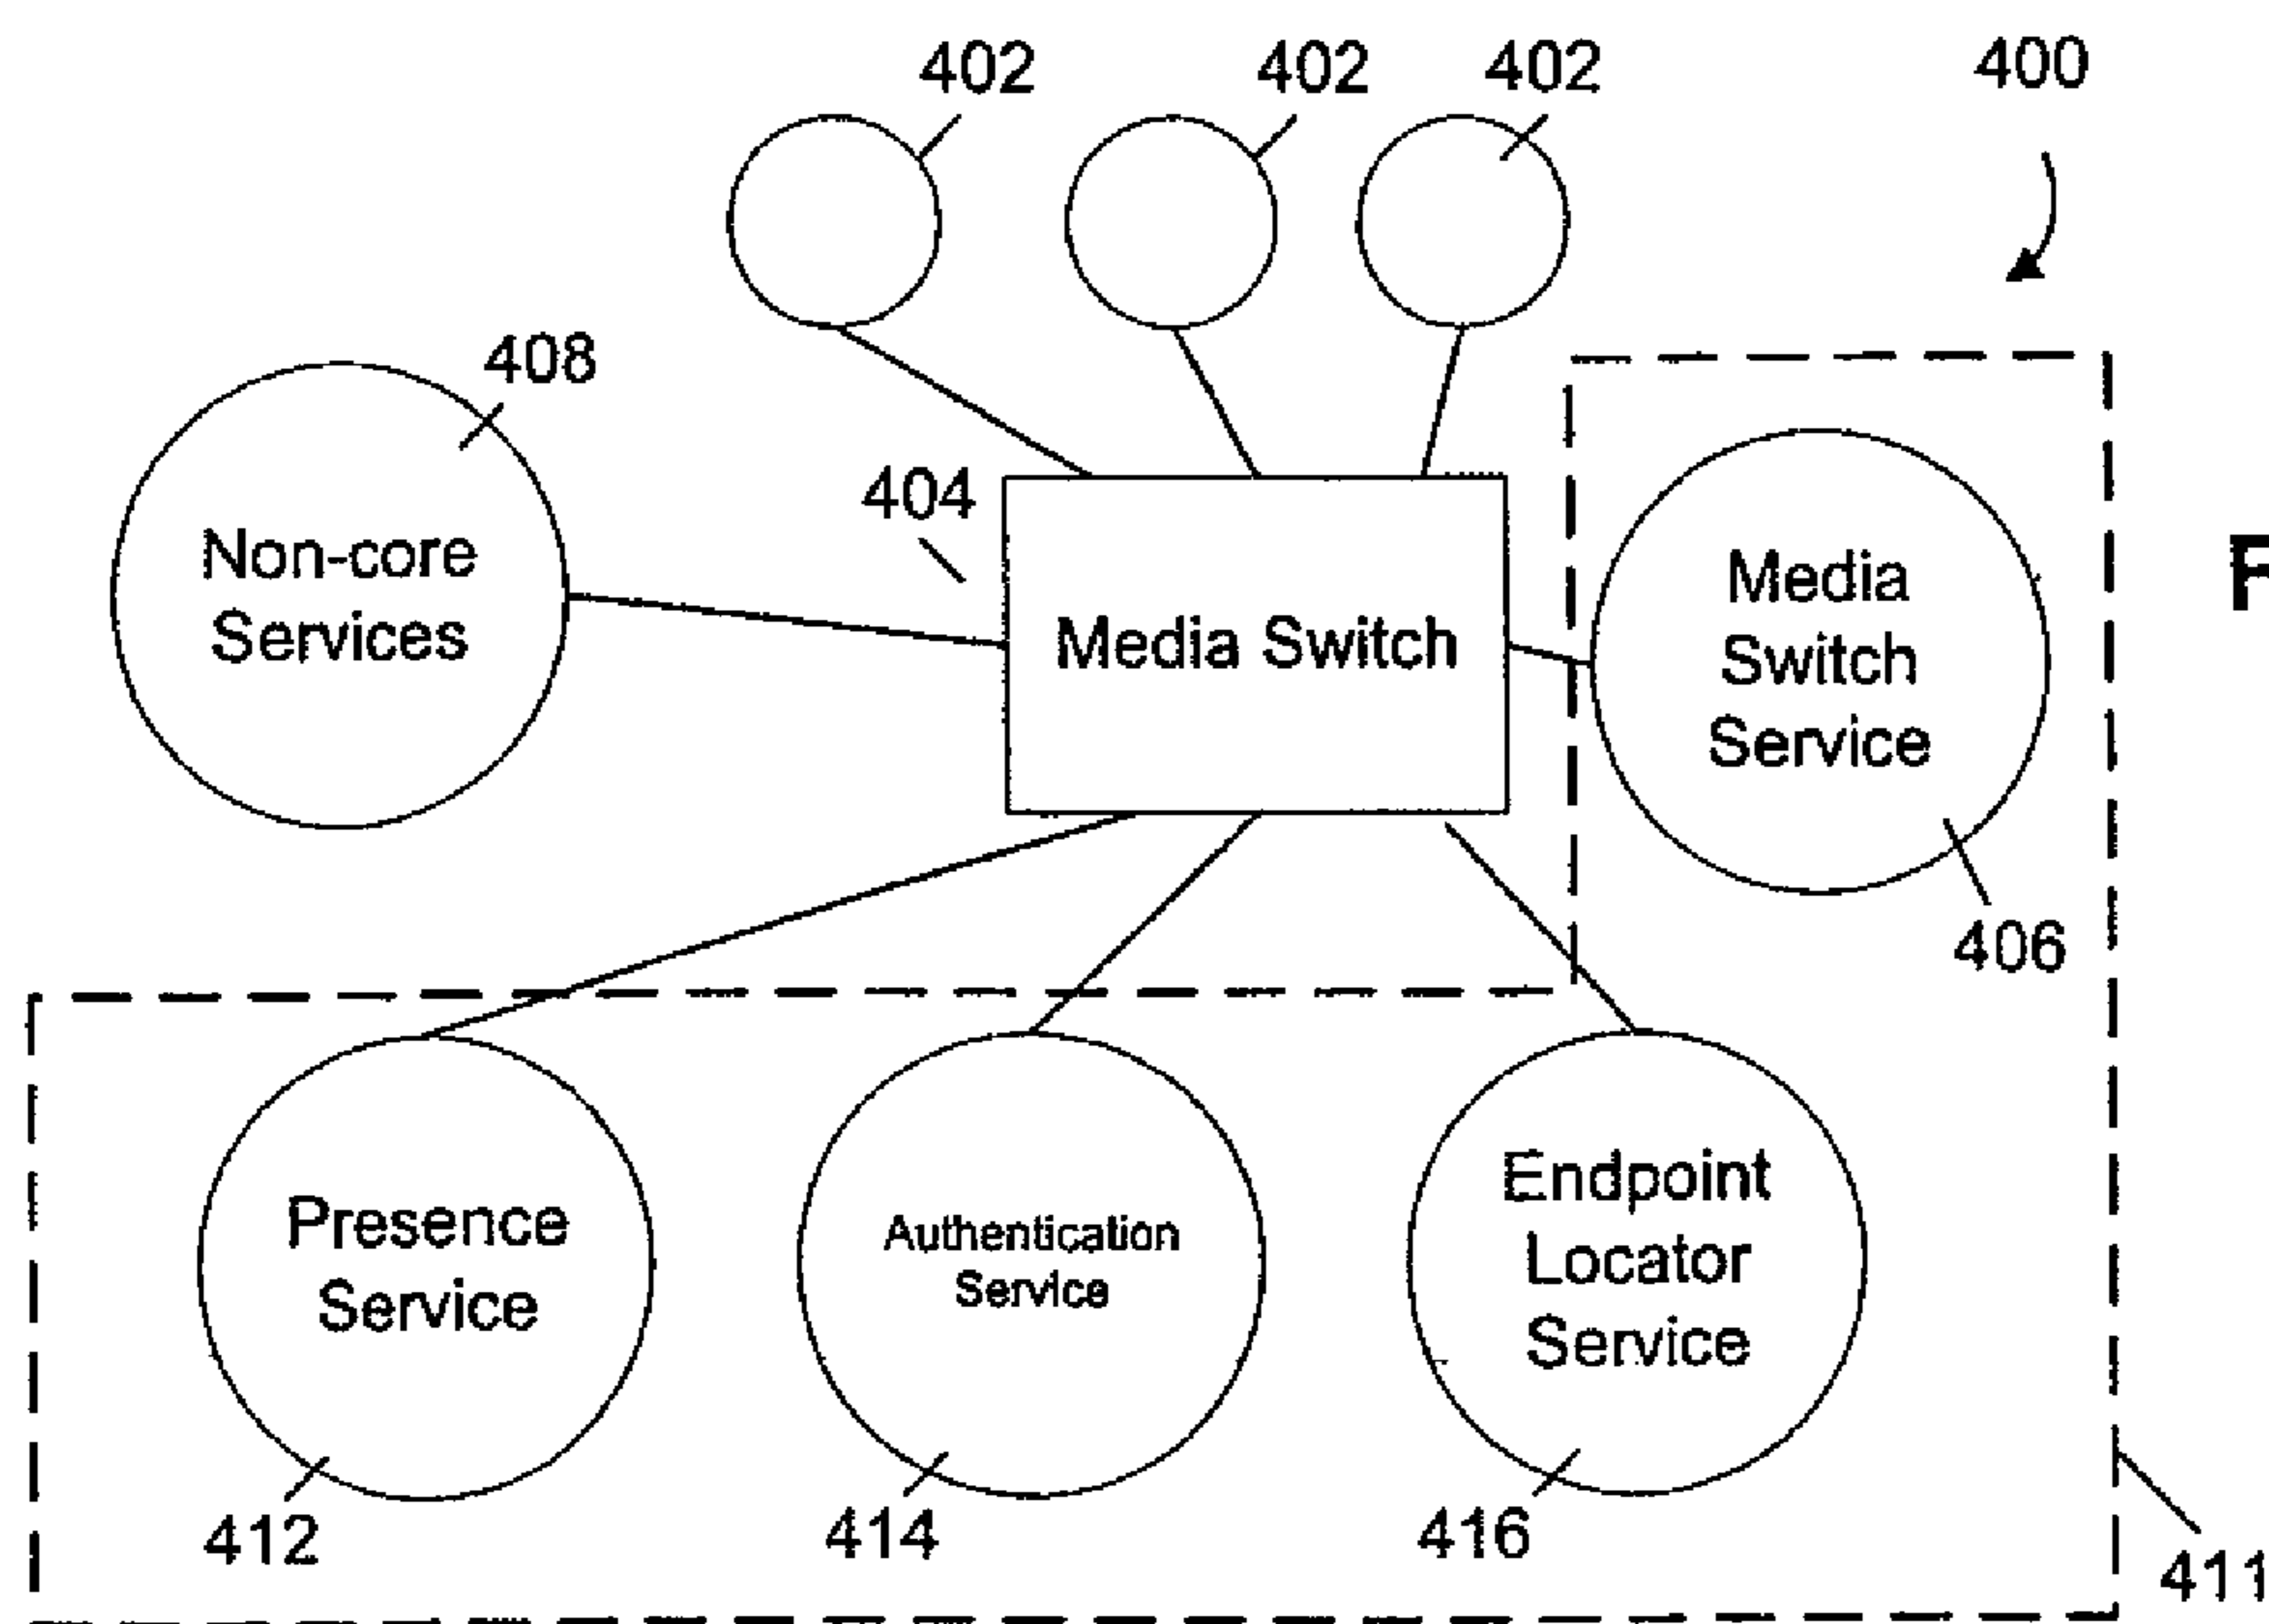 402
402
402
400
408
404
Non-core
Services
Media Switch
Media
Switch
Service
F
406
Presence
Service
Authentication
Service
Endpoint
Locator
Service
412
414
416
411